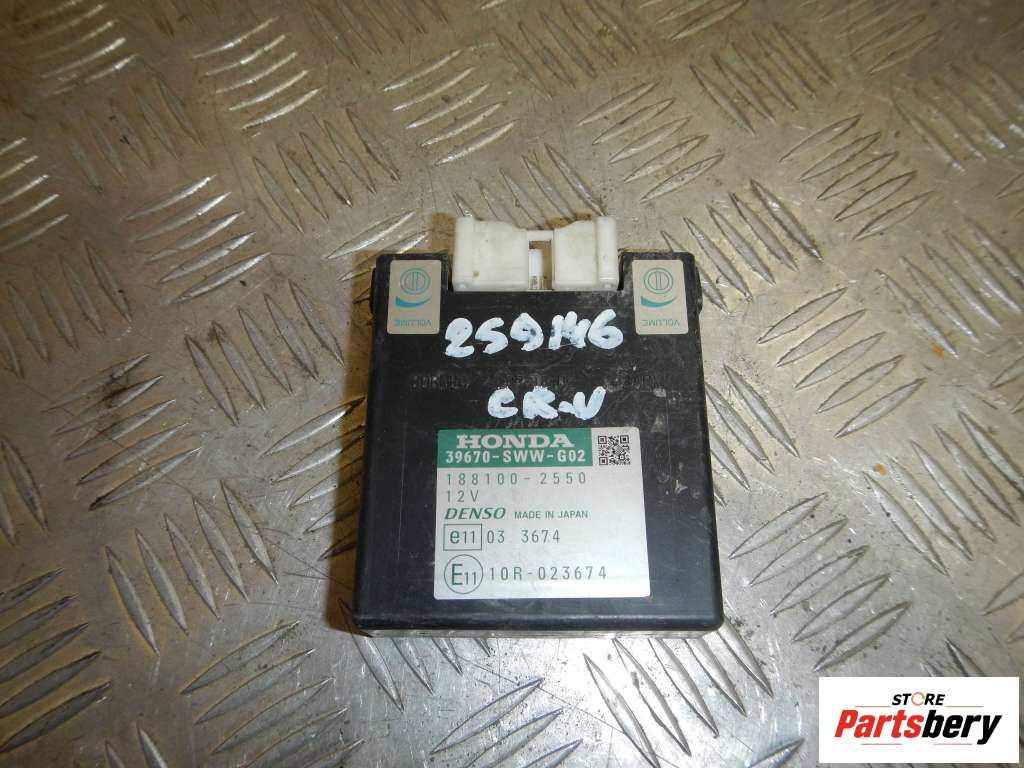 VOLUME
VOLUME
259146
CR-V
HONDA
39670-SWW-G02
188100-2550
12V
DENSO MADE IN JAPAN
e11 03 3674
E11 10R-023674
STORE
Partsbery